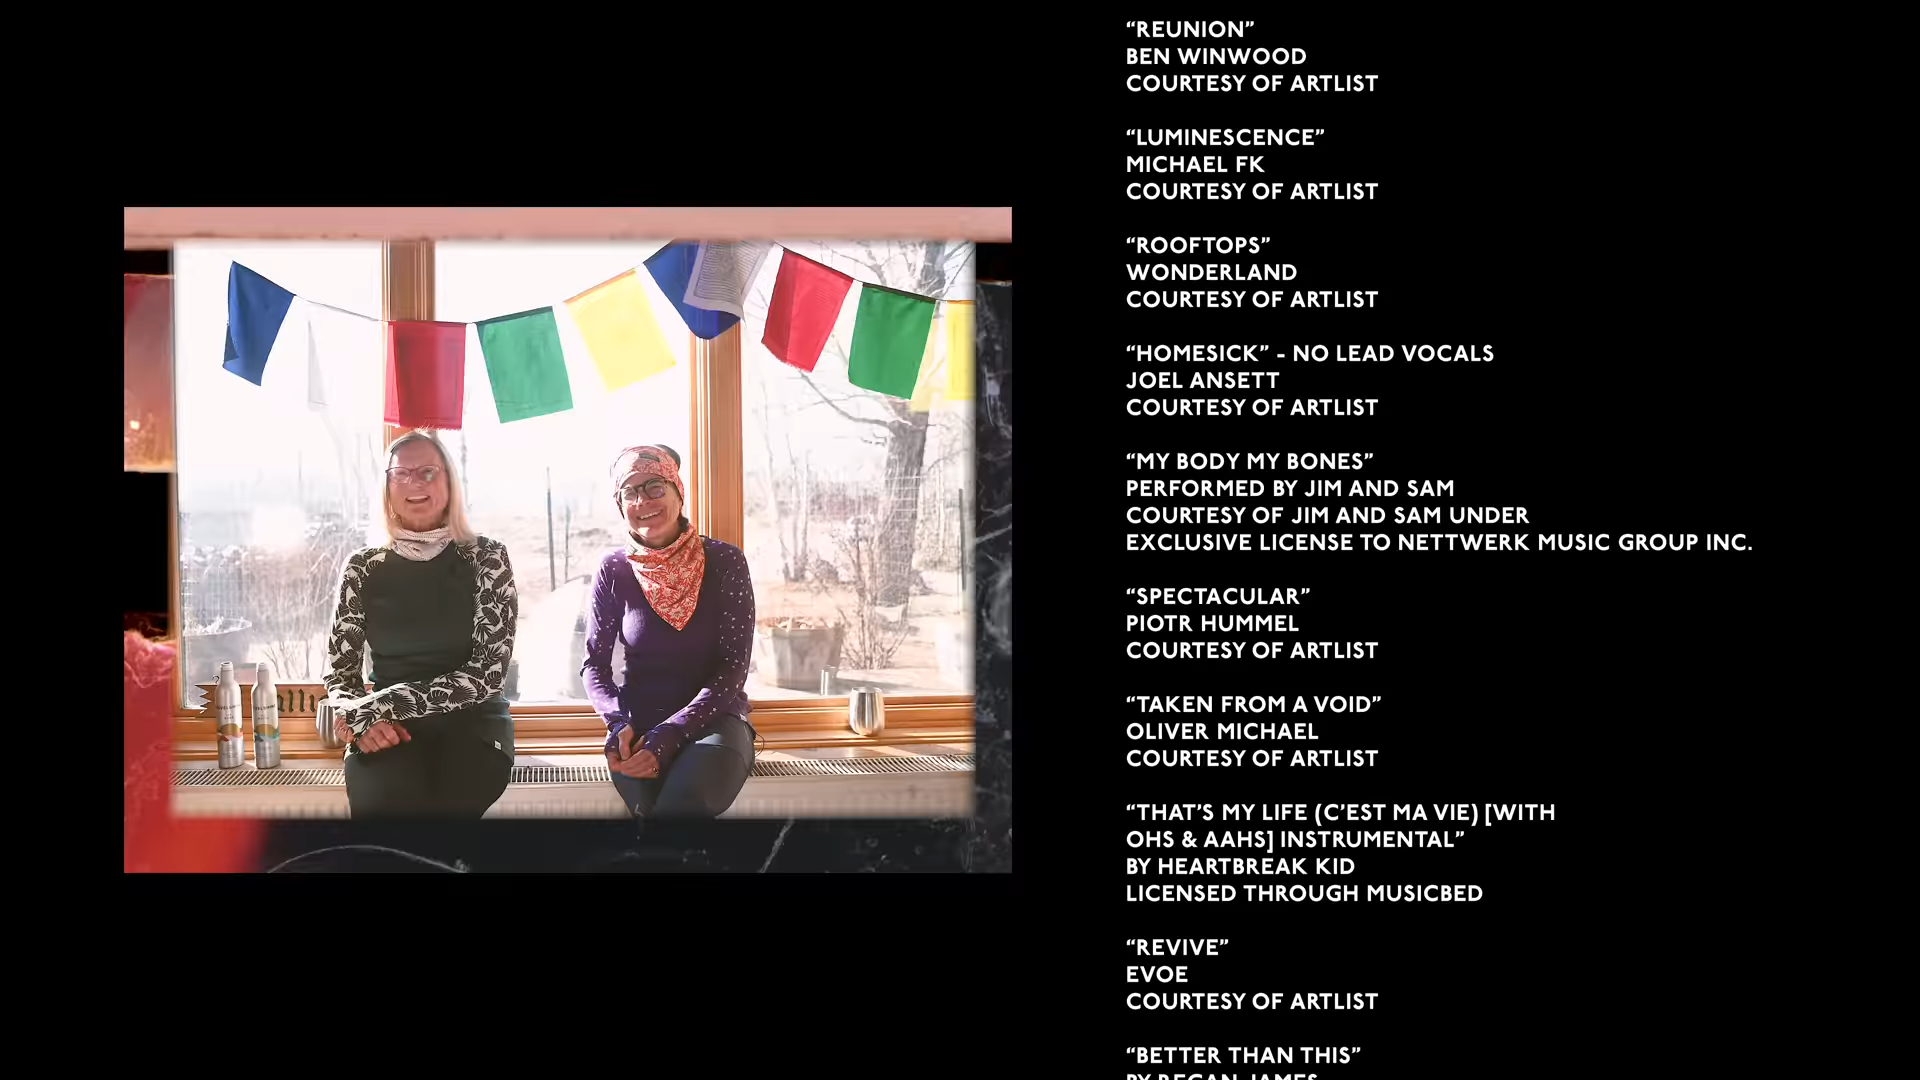 “REUNION”
BEN WINWOOD
COURTESY OF ARTLIST
“LUMINESCENCE”
MICHAEL FK
COURTESY OF ARTLIST
“ROOFTOPS”
WONDERLAND
COURTESY OF ARTLIST
“HOMESICK” - NO LEAD VOCALS
JOEL ANSETT
COURTESY OF ARTLIST
“MY BODY MY BONES”
PERFORMED BY JIM AND SAM
COURTESY OF JIM AND SAM UNDER
EXCLUSIVE LICENSE TO NETTWERK MUSIC GROUP INC.
“SPECTACULAR”
PIOTR HUMMEL
COURTESY OF ARTLIST
“TAKEN FROM A VOID”
OLIVER MICHAEL
COURTESY OF ARTLIST
“THAT’S MY LIFE (C’EST MA VIE) [WITH
OHS & AAHS] INSTRUMENTAL”
BY HEARTBREAK KID
LICENSED THROUGH MUSICBED
“REVIVE”
EVOE
COURTESY OF ARTLIST
“BETTER THAN THIS”
BY REGAN JAMES